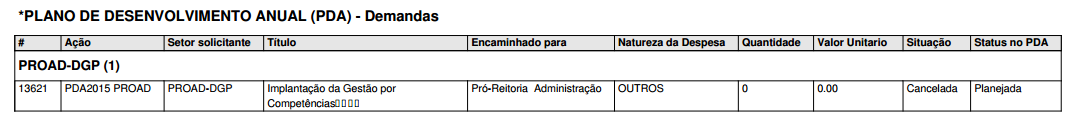 *PLANO DE DESENVOLVIMENTO ANUAL (PDA) - Demandas
# Ação Setor solicitante Título Encaminhado para Natureza da Despesa Quantidade Valor Unitario Situação Status no PDA
PROAD-DGP (1)
13621 PDA2015 PROAD PROAD-DGP Implantação da Gestão por Pró-Reitoria Administração OUTROS 0 0.00 Cancelada Planejada
Competências▯▯▯▯